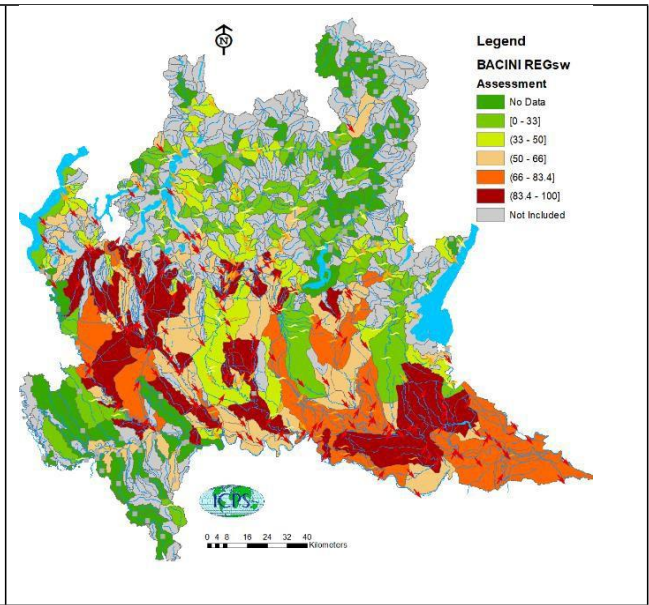 N
Legend
BACINI REGsw
Assessment
No Data
[0 - 33]
(33 - 50]
(50 - 66]
(66 - 83.4]
(83.4 - 100]
Not Included
ICPS
0 4 8 16 24 32 40
Kilometers